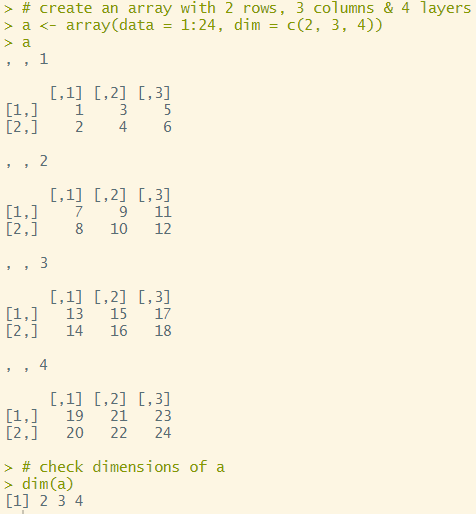 > # create an array with 2 rows, 3 columns & 4 layers
> a <- array(data = 1:24, dim = c(2, 3, 4))
> a
, , 1
     [,1] [,2] [,3]
[1,]    1    3    5
[2,]    2    4    6
, , 2
     [,1] [,2] [,3]
[1,]    7    9   11
[2,]    8   10   12
, , 3
     [,1] [,2] [,3]
[1,]   13   15   17
[2,]   14   16   18
, , 4
     [,1] [,2] [,3]
[1,]   19   21   23
[2,]   20   22   24
> # check dimensions of a
> dim(a)
[1] 2 3 4